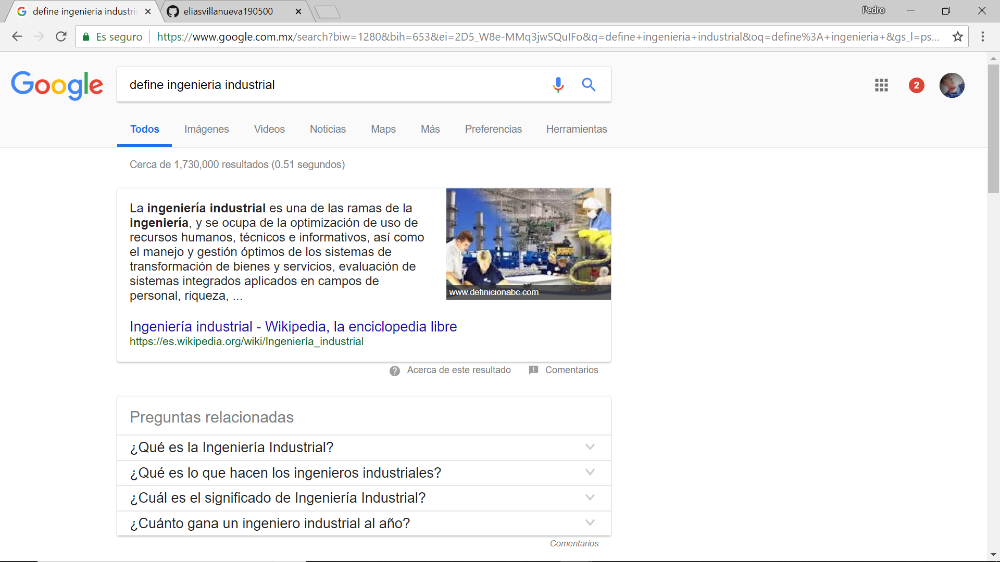 define ingenieria industri
eliasvillanueva190500
Pedro
Es seguro
https://www.google.com.mx/search?biw=1280&bih=653&ei=2D5_W8e-MMq3jwSQuIFo&q=define+ingenieria+industrial&oq=define%3A+ingenieria+&gs_l=ps...
Google
define ingenieria industrial
2
Todos Imágenes Videos Noticias Maps Más Preferencias Herramientas
Cerca de 1,730,000 resultados (0.51 segundos)
La ingeniería industrial es una de las ramas de la
ingeniería, y se ocupa de la optimización de uso de
recursos humanos, técnicos e informativos, así como
el manejo y gestión óptimos de los sistemas de
transformación de bienes y servicios, evaluación de
sistemas integrados aplicados en campos de
personal, riqueza, ...
www.definicionabc.com
Ingeniería industrial - Wikipedia, la enciclopedia libre
https://es.wikipedia.org/wiki/Ingeniería_industrial
Acerca de este resultado
Comentarios
Preguntas relacionadas
¿Qué es la Ingeniería Industrial?
¿Qué es lo que hacen los ingenieros industriales?
¿Cuál es el significado de Ingeniería Industrial?
¿Cuánto gana un ingeniero industrial al año?
Comentarios